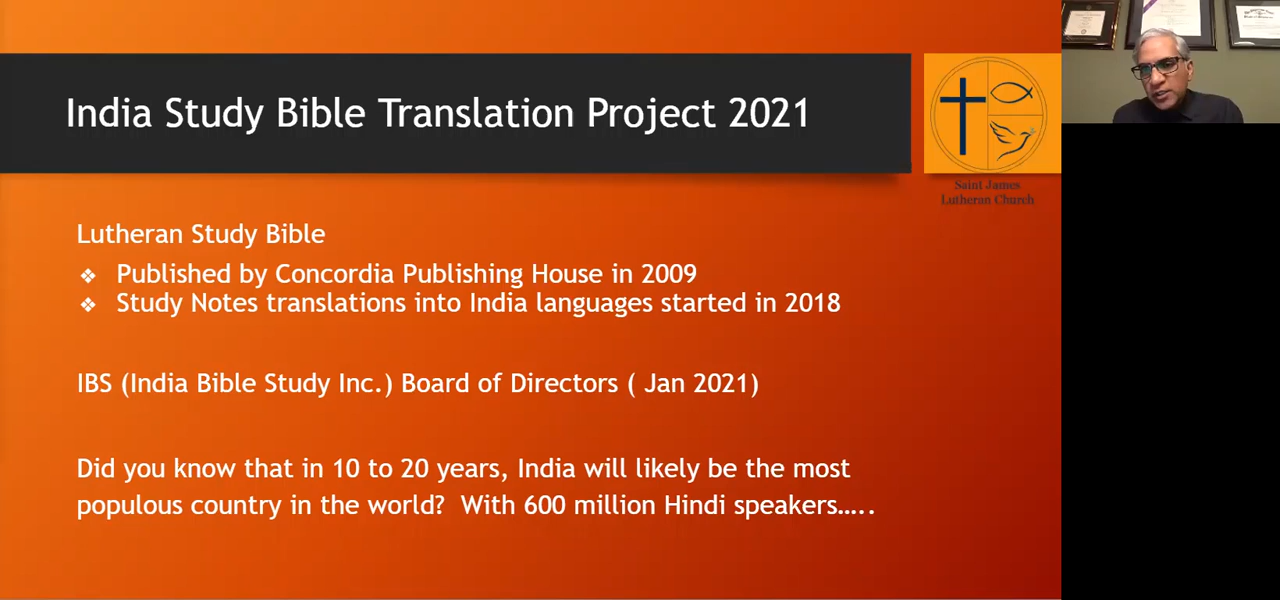 India Study Bible Translation Project 2021
Saint James
Lutheran Church
Lutheran Study Bible
❖ Published by Concordia Publishing House in 2009
❖ Study Notes translations into India languages started in 2018
IBS (India Bible Study Inc.) Board of Directors ( Jan 2021)
Did you know that in 10 to 20 years, India will likely be the most
populous country in the world?  With 600 million Hindi speakers.....